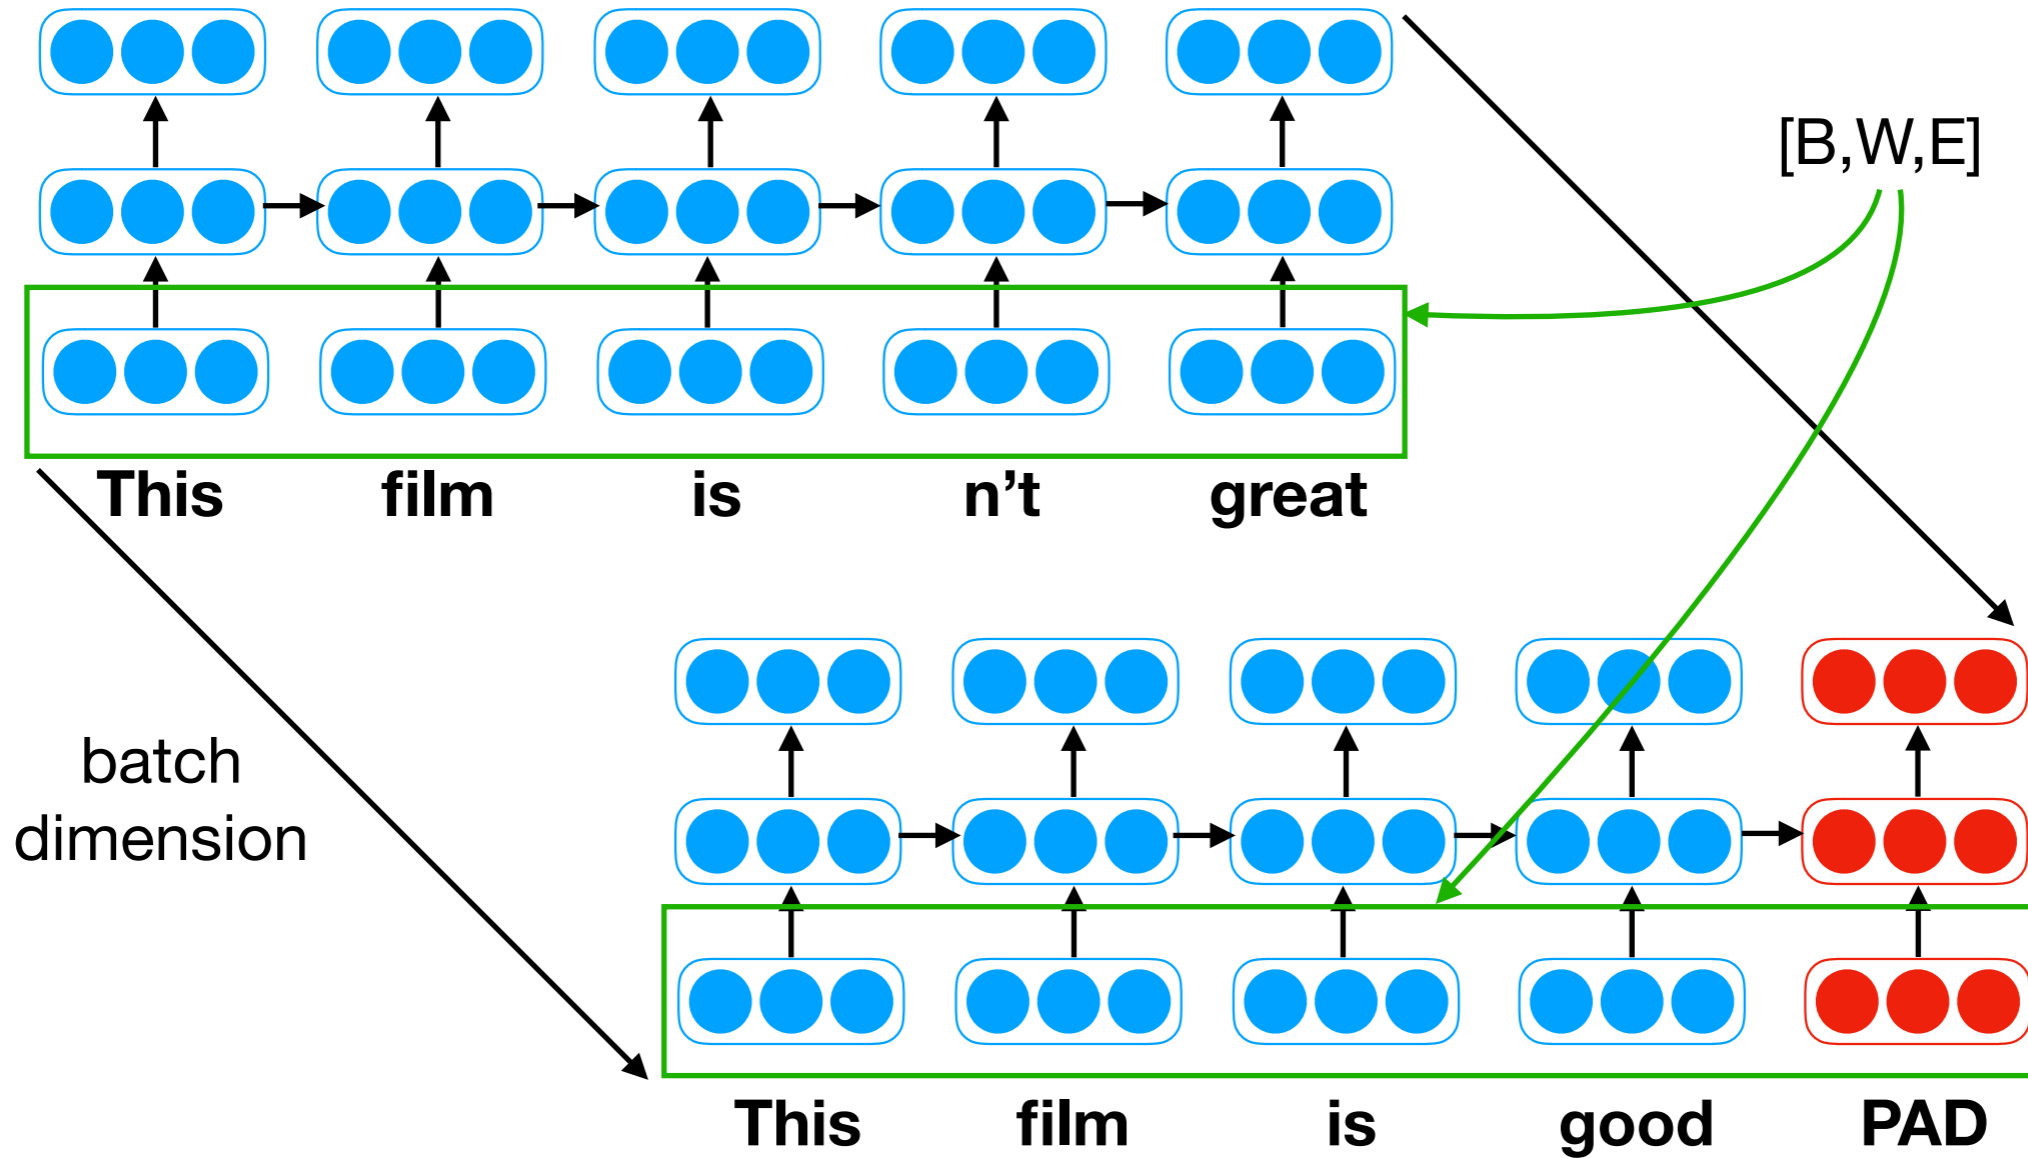 [B,W,E]
This film is n’t great
batch
dimension
This film is good PAD